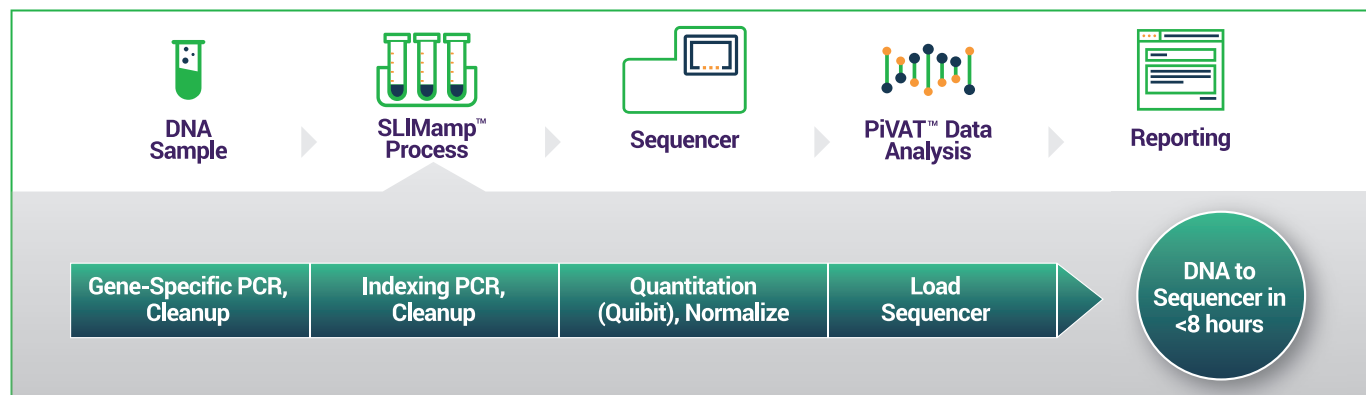 DNA
Sample
SLIMamp™
Process
Sequencer
PiVAT™ Data
Analysis
Reporting
Gene-Specific PCR,
Cleanup
Indexing PCR,
Cleanup
Quantitation
(Quibit), Normalize
Load
Sequencer
DNA to
Sequencer in
<8 hours